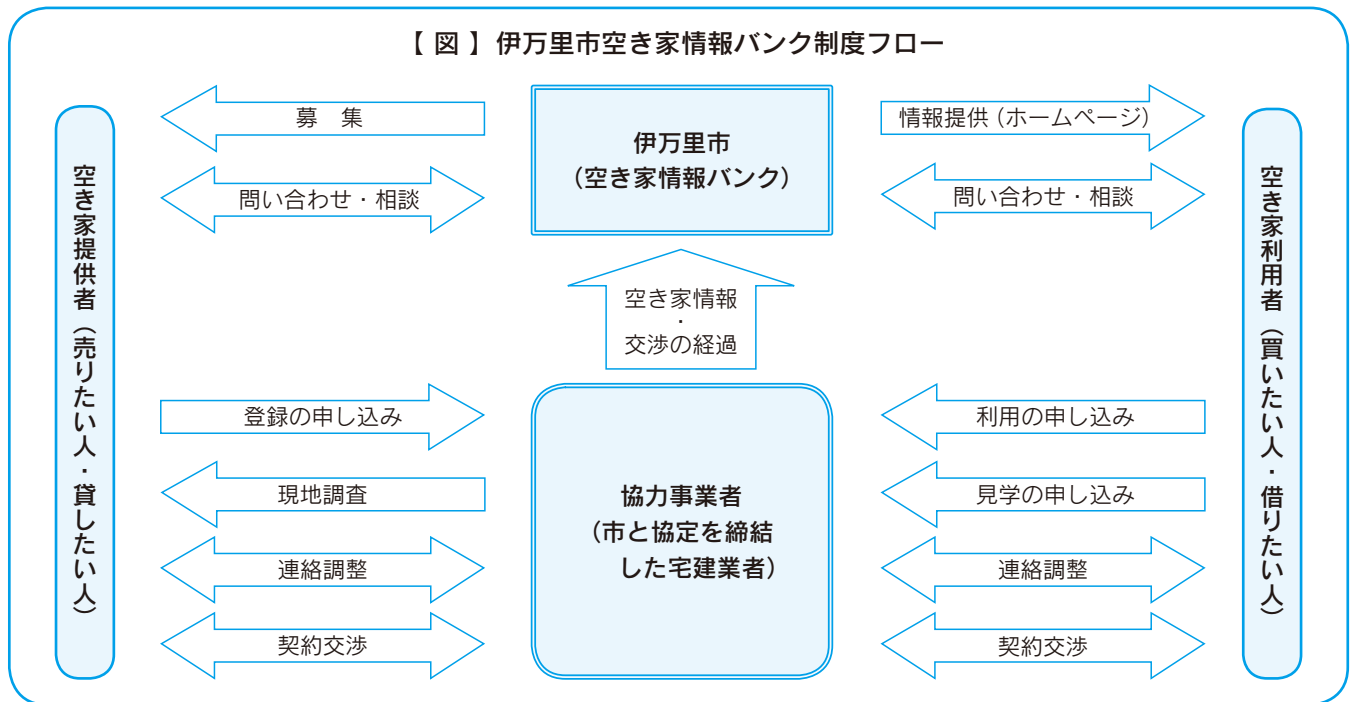 【 図 】 伊万里市空き家情報バンク制度フロー
空き家提供者（売りたい人・貸したい人）
募　集
問い合わせ・相談
伊万里市
（空き家情報バンク）
情報提供（ホームページ）
問い合わせ・相談
空き家利用者（買いたい人・借りたい人）
空き家情報
・
交渉の経過
登録の申し込み
現地調査
連絡調整
契約交渉
協力事業者
（市と協定を締結
した宅建業者）
利用の申し込み
見学の申し込み
連絡調整
契約交渉